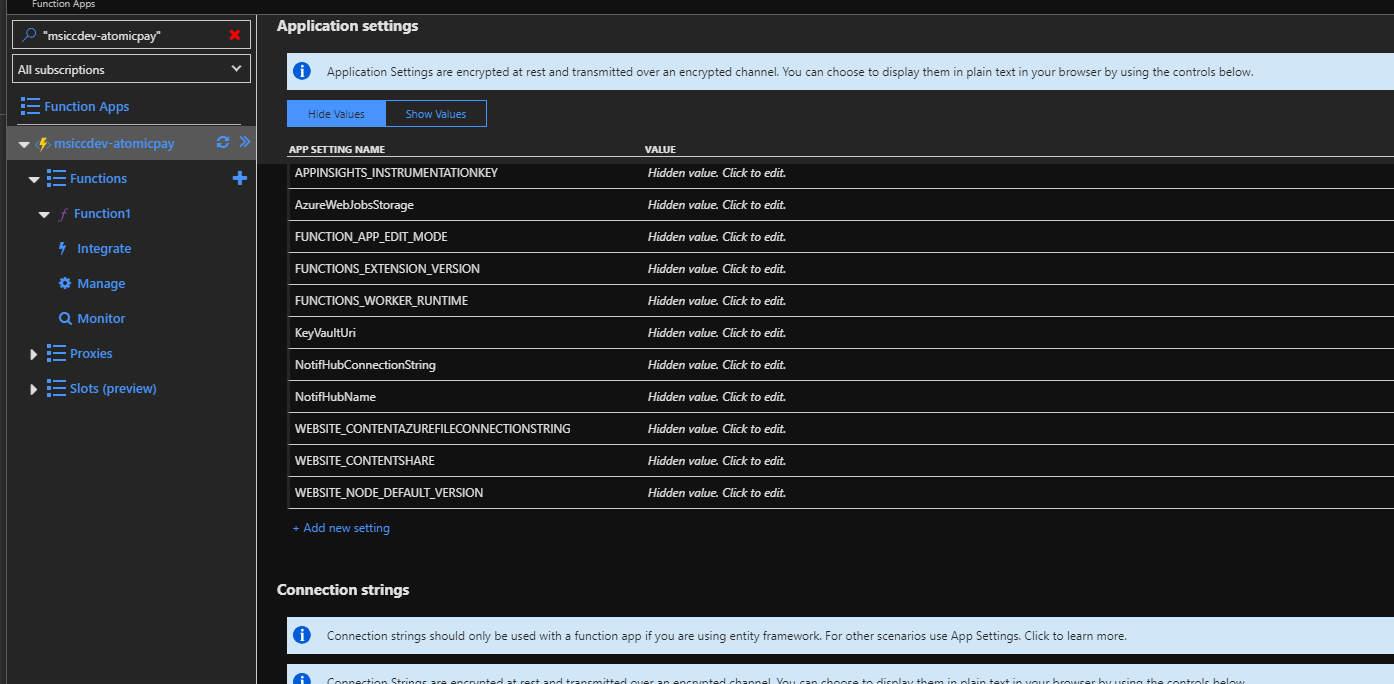 Function Apps
"msiccdev-atomicpay"
All subscriptions
Function Apps
msiccdev-atomicpay
Functions
Function1
Integrate
Manage
Monitor
Proxies
Slots (preview)
Application settings
Application Settings are encrypted at rest and transmitted over an encrypted channel. You can choose to display them in plain text in your browser by using the controls below.
Hide Values Show Values
APP SETTING NAME VALUE
APPINSIGHTS_INSTRUMENTATIONKEY Hidden value. Click to edit.
AzureWebJobsStorage Hidden value. Click to edit.
FUNCTION_APP_EDIT_MODE Hidden value. Click to edit.
FUNCTIONS_EXTENSION_VERSION Hidden value. Click to edit.
FUNCTIONS_WORKER_RUNTIME Hidden value. Click to edit.
KeyVaultUri Hidden value. Click to edit.
NotifHubConnectionString Hidden value. Click to edit.
NotifHubName Hidden value. Click to edit.
WEBSITE_CONTENTAZUREFILECONNECTIONSTRING Hidden value. Click to edit.
WEBSITE_CONTENTSHARE Hidden value. Click to edit.
WEBSITE_NODE_DEFAULT_VERSION Hidden value. Click to edit.
+ Add new setting
Connection strings
Connection strings should only be used with a function app if you are using entity framework. For other scenarios use App Settings. Click to learn more.
Connection Strings are encrypted at rest and transmitted over an encrypted channel. You can choose to display them in plain text in your browser by using the controls below.